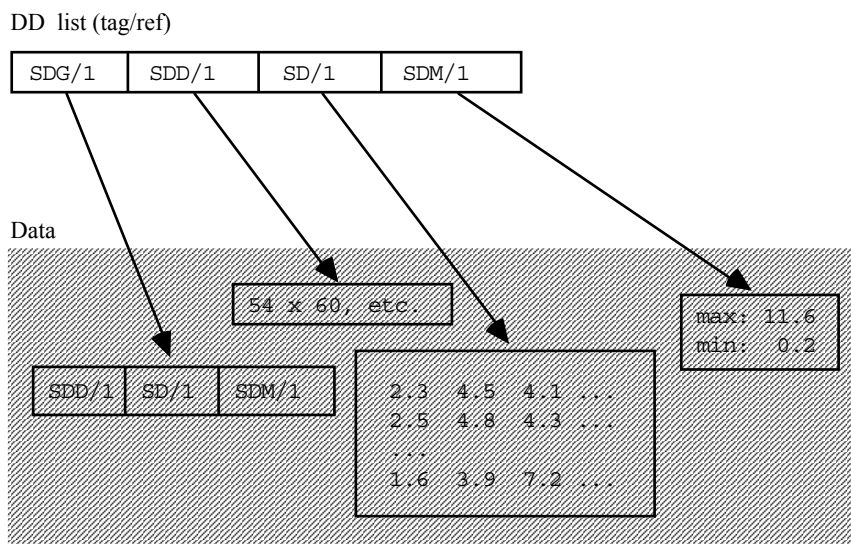 DD list (tag/ref)
SDG/1 SDD/1 SD/1 SDM/1
Data
54 x 60, etc.
max: 11.6
min: 0.2
SDD/1 SD/1 SDM/1
2.3 4.5 4.1 ...
2.5 4.8 4.3 ...
...
1.6 3.9 7.2 ...